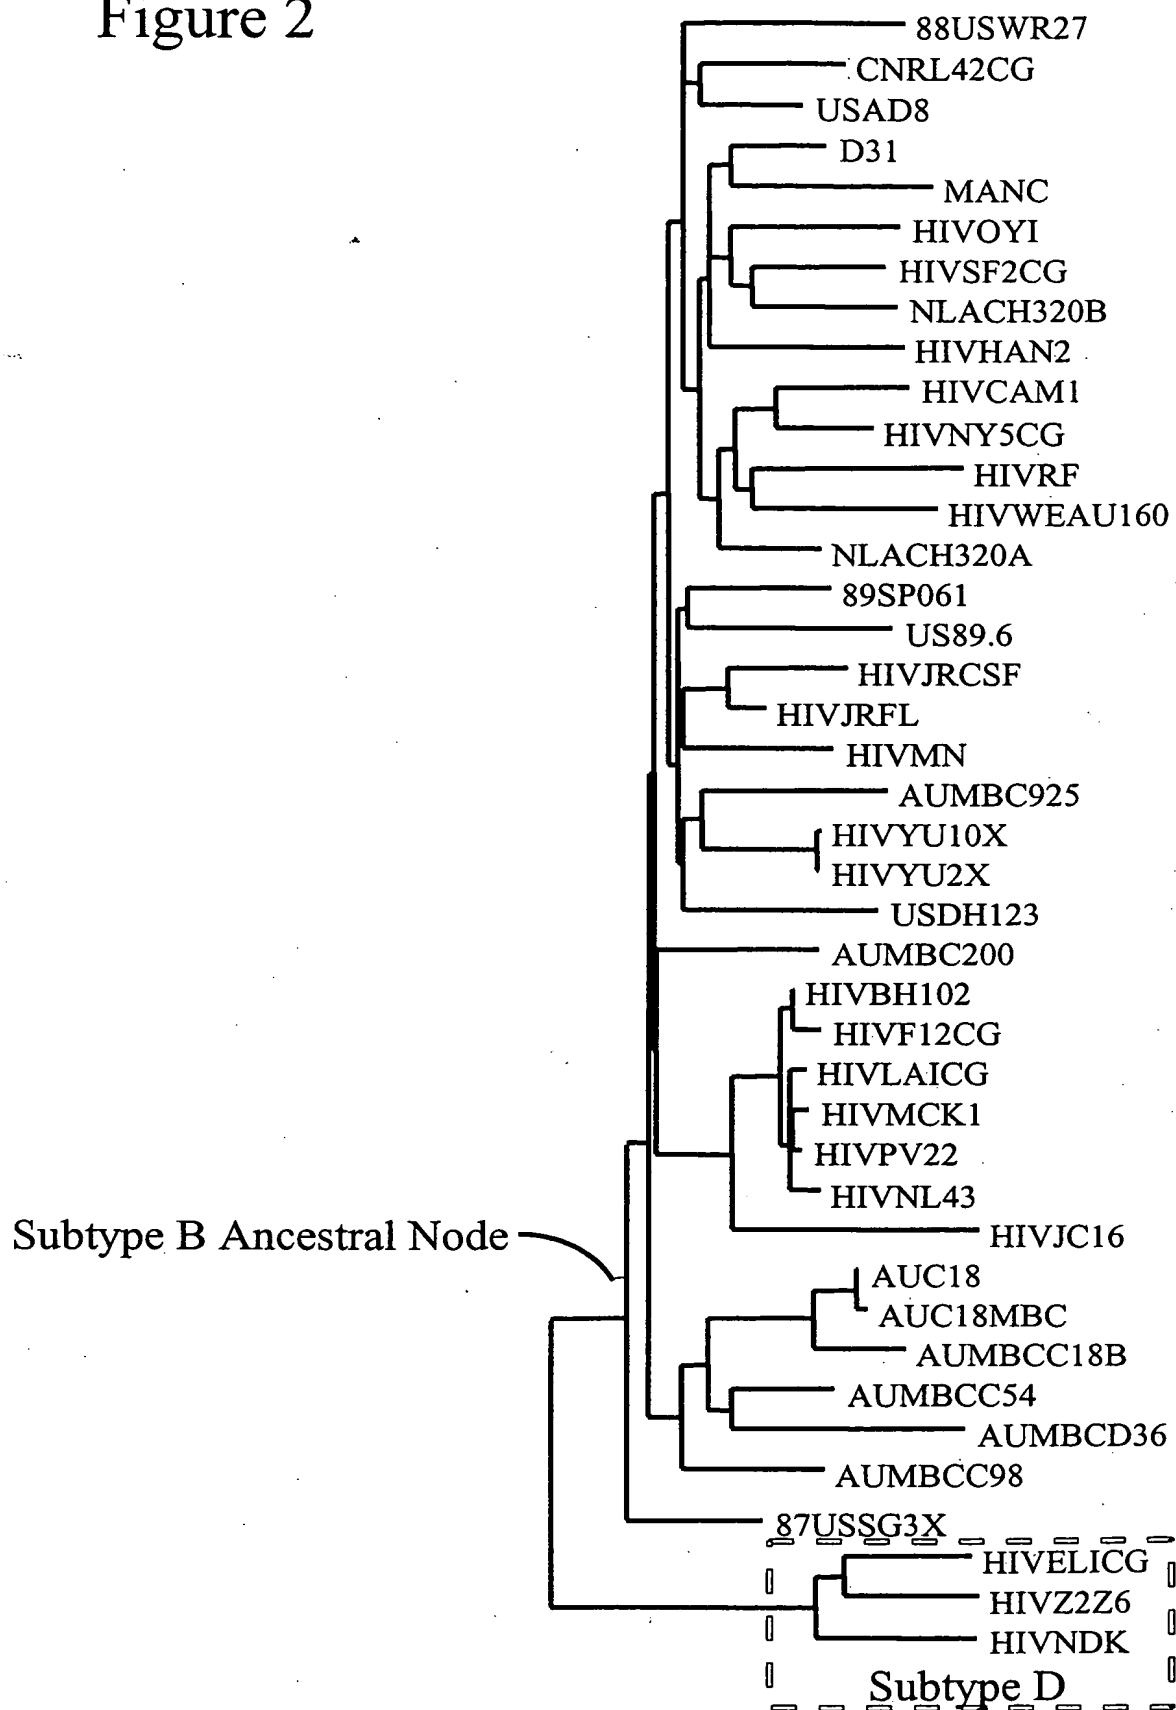 Figure 2
88USWR27
CNRL42CG
USAD8
D31
MANC
HIVOYI
HIVSF2CG
NLACH320B
HIVHAN2
HIVCAM1
HIVNY5CG
HIVRF
HIVWEAU160
NLACH320A
89SP061
US89.6
HIVJRCSF
HIVJRFL
HIVMN
AUMBC925
HIVYU10X
HIVYU2X
USDH123
AUMBC200
HIVBH102
HIVF12CG
HIVLAICG
HIVMCK1
HIVPV22
HIVNL43
Subtype B Ancestral Node
HIVJC16
AUC18
AUC18MBC
AUMBCC18B
AUMBCC54
AUMBCD36
AUMBCC98
87USSG3X
HIVELICG
HIVZ2Z6
HIVNDK
Subtype D